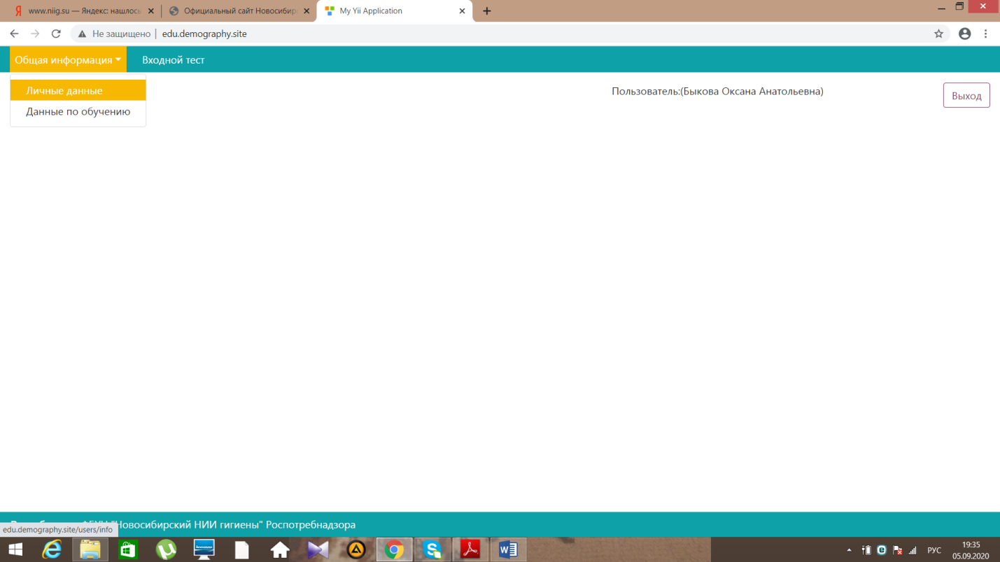 www.niig.su — Яндекс: нашлось
Официальный сайт Новосибир
My Yii Application
Не защищено
edu.demography.site
Общая информация
Входной тест
Личные данные
Данные по обучению
Пользователь:(Быкова Оксана Анатольевна)
Выход
"Новосибирский НИИ гигиены" Роспотребнадзора
edu.demography.site/users/info
РУС
19:35
05.09.2020